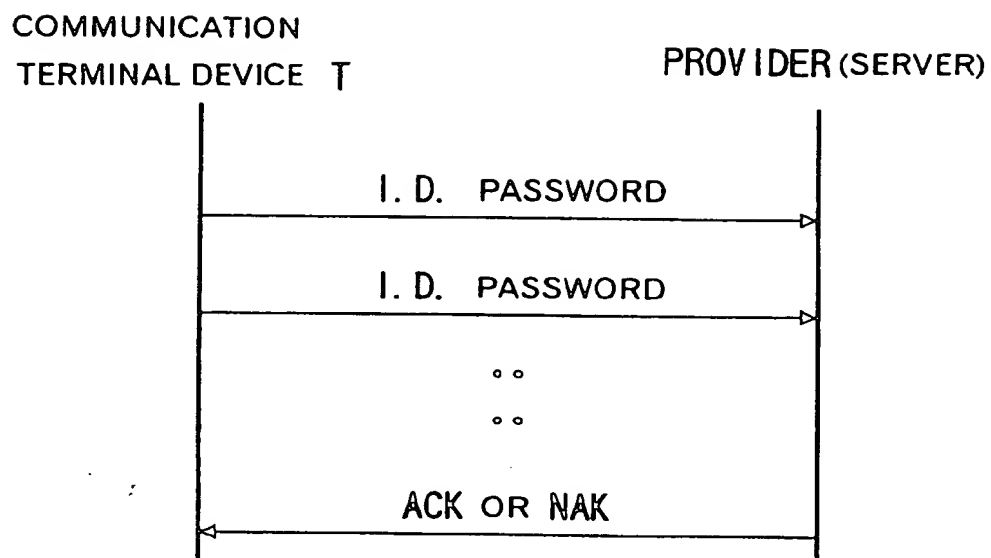 COMMUNICATION
TERMINAL DEVICE T
PROVIDER (SERVER)
I. D. PASSWORD
I. D. PASSWORD
ACK OR NAK